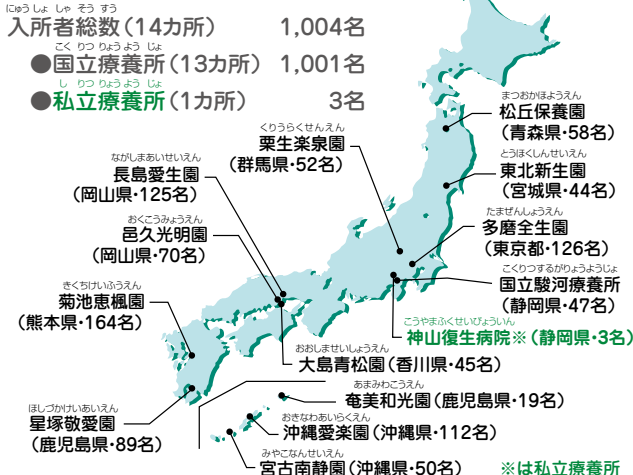 にゅうしょしゃそうすう
入所者総数(14カ所) 1,004名
こくりつりょうようじょ
●国立療養所(13カ所) 1,001名
しりつりょうようじょ
●私立療養所(1カ所) 3名
まつおかほようえん
松丘保養園
(青森県・58名)
くりうらくせんえん
栗生楽泉園
(群馬県・52名)
とうほくしんせいえん
東北新生園
(宮城県・44名)
ながしまあいせいえん
長島愛生園
(岡山県・125名)
おくこうみょうえん
邑久光明園
(岡山県・70名)
たまぜんしょうえん
多磨全生園
(東京都・126名)
こくりつするがりょうようじょ
国立駿河療養所
(静岡県・47名)
きくちけいふうえん
菊池恵楓園
(熊本県・164名)
こうやまふくせいびょういん
神山復生病院※(静岡県・3名)
おおしませいしょうえん
大島青松園(香川県・45名)
あまみわこうえん
奄美和光園(鹿児島県・19名)
ほしづかけいあいえん
星塚敬愛園
(鹿児島県・89名)
おきなわあいらくえん
沖縄愛楽園(沖縄県・112名)
みやこなんせいえん
宮古南静園(沖縄県・50名)
※は私立療養所